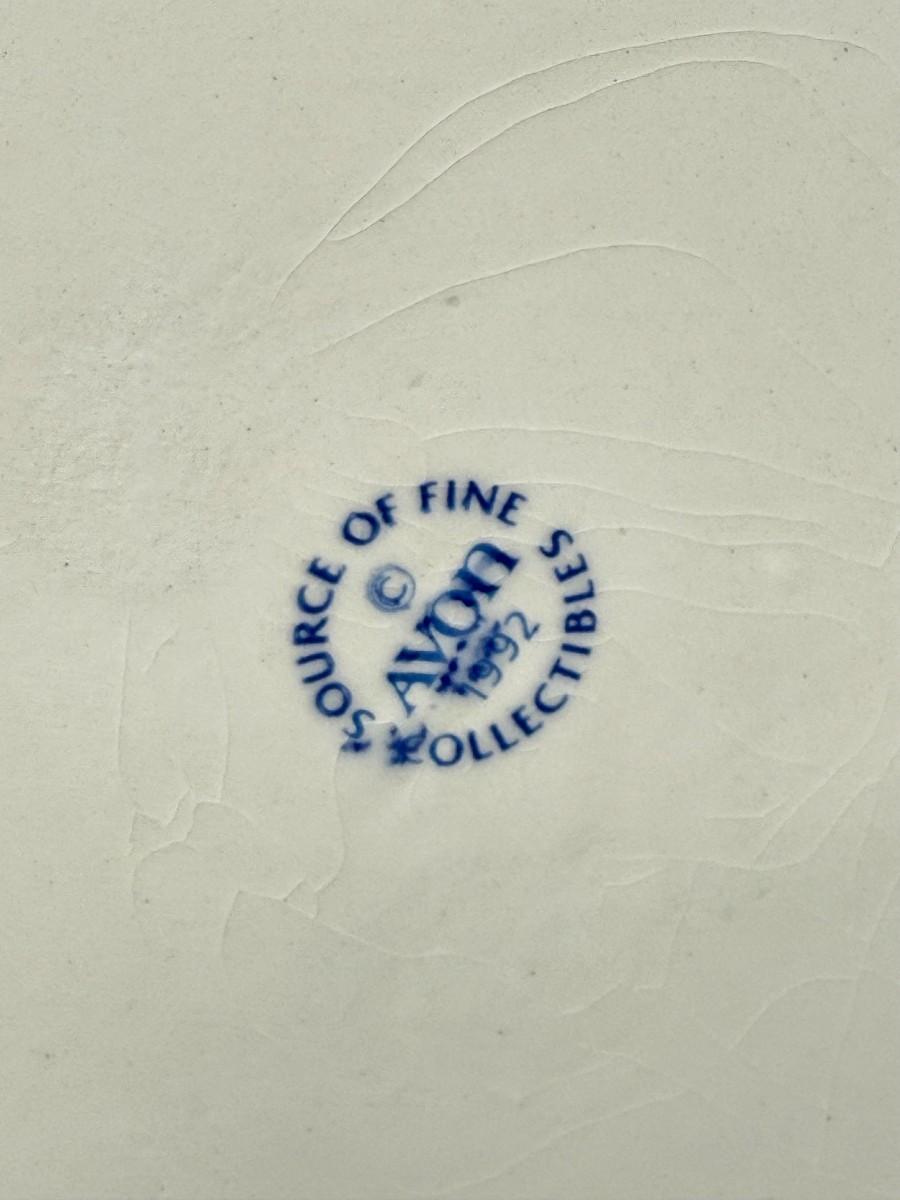 SOURCE OF FINE COLLECTIBLES
©
AVON
1992